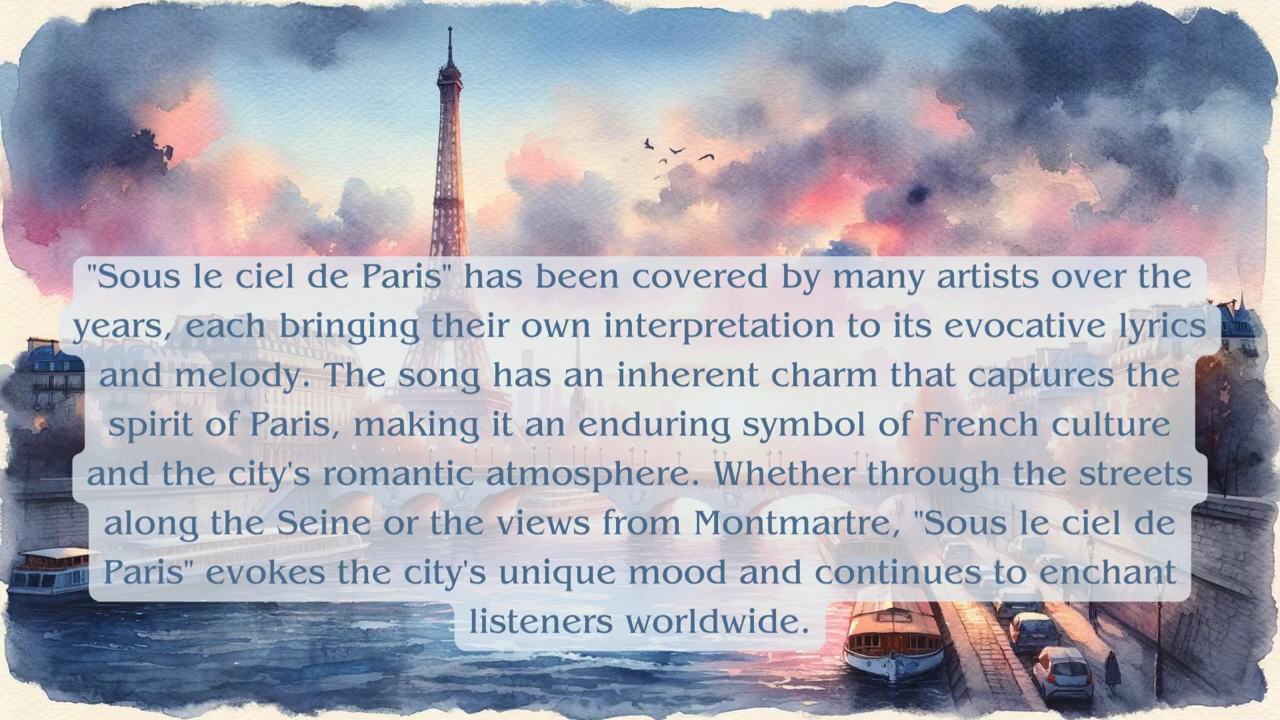 "Sous le ciel de Paris" has been covered by many artists over the
years, each bringing their own interpretation to its evocative lyrics
and melody. The song has an inherent charm that captures the
spirit of Paris, making it an enduring symbol of French culture
and the city's romantic atmosphere. Whether through the streets
along the Seine or the views from Montmartre, "Sous le ciel de
Paris" evokes the city's unique mood and continues to enchant
listeners worldwide.